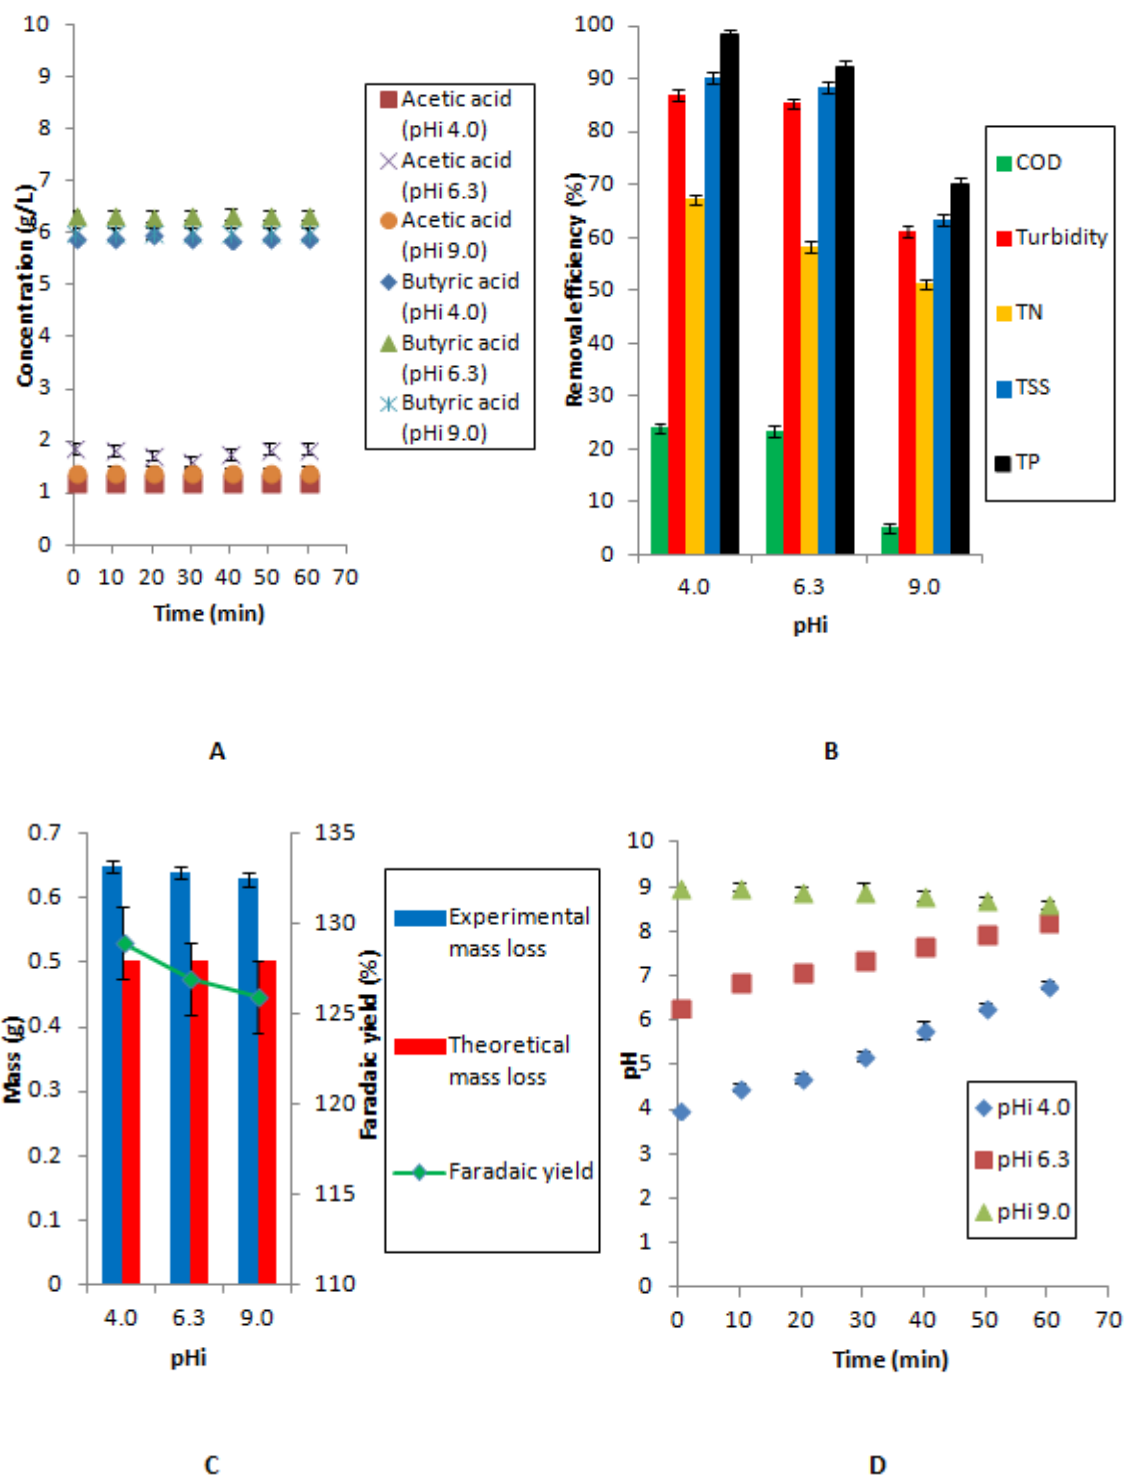 10
9
8
7
6
5
4
3
2
1
0
Concentration (g/L)
0 10 20 30 40 50 60 70
Time (min)
Acetic acid
(pHi 4.0)
Acetic acid
(pHi 6.3)
Acetic acid
(pHi 9.0)
Butyric acid
(pHi 4.0)
Butyric acid
(pHi 6.3)
Butyric acid
(pHi 9.0)
A
100
90
80
70
60
50
40
30
20
10
0
Removal efficiency (%)
4.0 6.3 9.0
pHi
COD
Turbidity
TN
TSS
TP
B
0.7
0.6
0.5
0.4
0.3
0.2
0.1
0
Mass (g)
135
130
125
120
115
110
Faradaic yield (%)
4.0 6.3 9.0
pHi
Experimental
mass loss
Theoretical
mass loss
Faradaic yield
C
10
9
8
7
6
5
4
3
2
1
0
pH
0 10 20 30 40 50 60 70
Time (min)
pHi 4.0
pHi 6.3
pHi 9.0
D